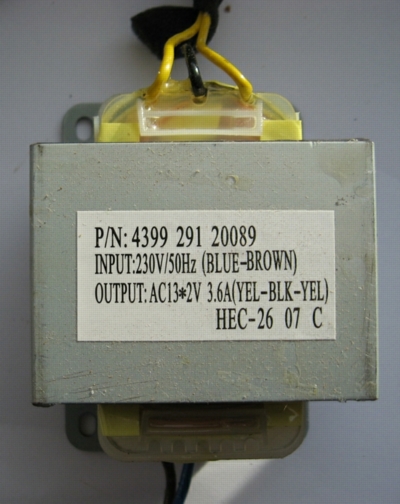 P/N: 4399 291 20089
INPUT:230V/50Hz (BLUE-BROWN)
OUTPUT: AC13*2V 3.6A(YEL-BLK-YEL)
HEC-26 07 C